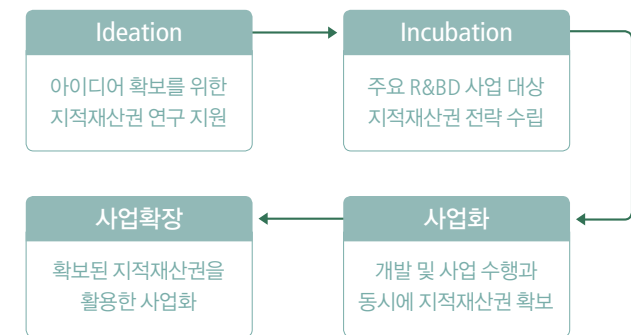 Ideation
아이디어 확보를 위한
지적재산권 연구 지원
Incubation
주요 R&BD 사업 대상
지적재산권 전략 수립
사업화
개발 및 사업 수행과
동시에 지적재산권 확보
사업확장
확보된 지적재산권을
활용한 사업화